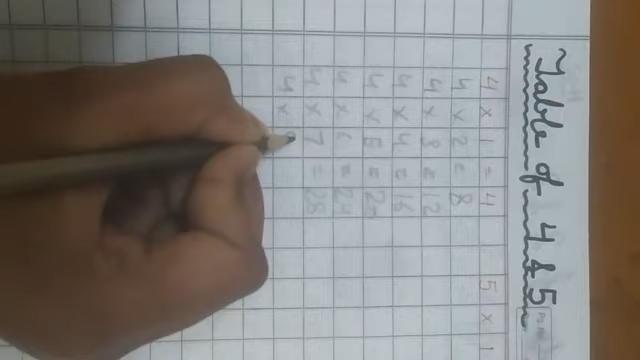 Table of 4 & 5
4 × 1 = 4
5 × 1
4 × 2 = 8
4 × 3 = 12
4 × 4 = 16
4 × 5 = 20
4 × 6 = 24
4 × 7 = 28
4 ×